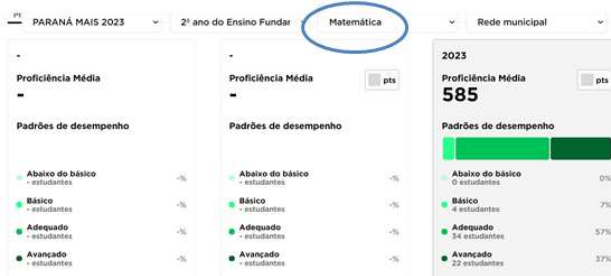 PARANÁ MAIS 2023
2º ano do Ensino Fundar
Matemática
Rede municipal
-
Proficiência Média
-
Padrões de desempenho
Abaixo do básico
- estudantes
-%
Básico
- estudantes
-%
Adequado
- estudantes
-%
Avançado
- estudantes
-%
-
Proficiência Média
pts
-
Padrões de desempenho
Abaixo do básico
- estudantes
-%
Básico
- estudantes
-%
Adequado
- estudantes
-%
Avançado
- estudantes
-%
2023
Proficiência Média
pts
585
Padrões de desempenho
Abaixo do básico
0 estudantes
0%
Básico
4 estudantes
7%
Adequado
34 estudantes
57%
Avançado
22 estudantes
37%